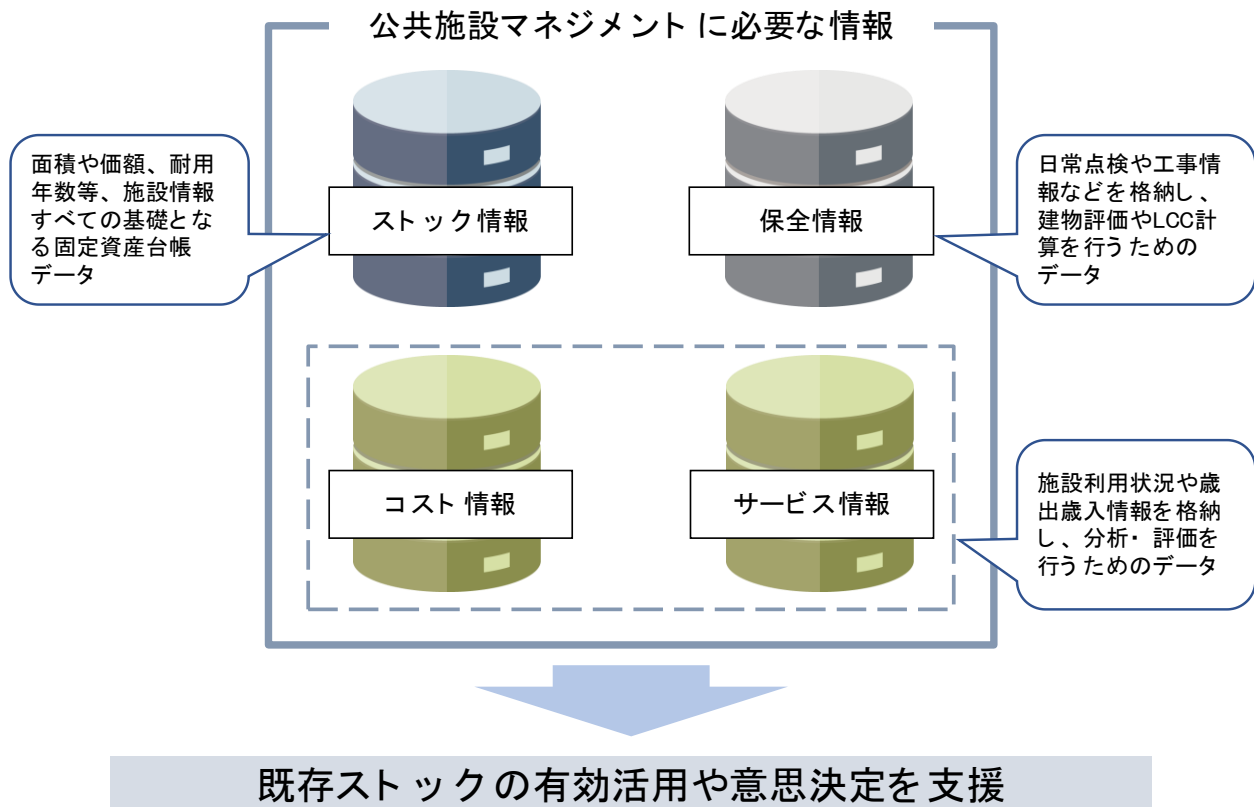 公共施設マネジメントに必要な情報
面積や価額、耐用
年数等、施設情報
すべての基礎とな
る固定資産台帳
データ
ストック情報
保全情報
日常点検や工事情
報などを格納し、
建物評価やLCC計
算を行うための
データ
コスト情報
サービス情報
施設利用状況や歳
出歳入情報を格納
し、分析・評価を
行うためのデータ
既存ストックの有効活用や意思決定を支援